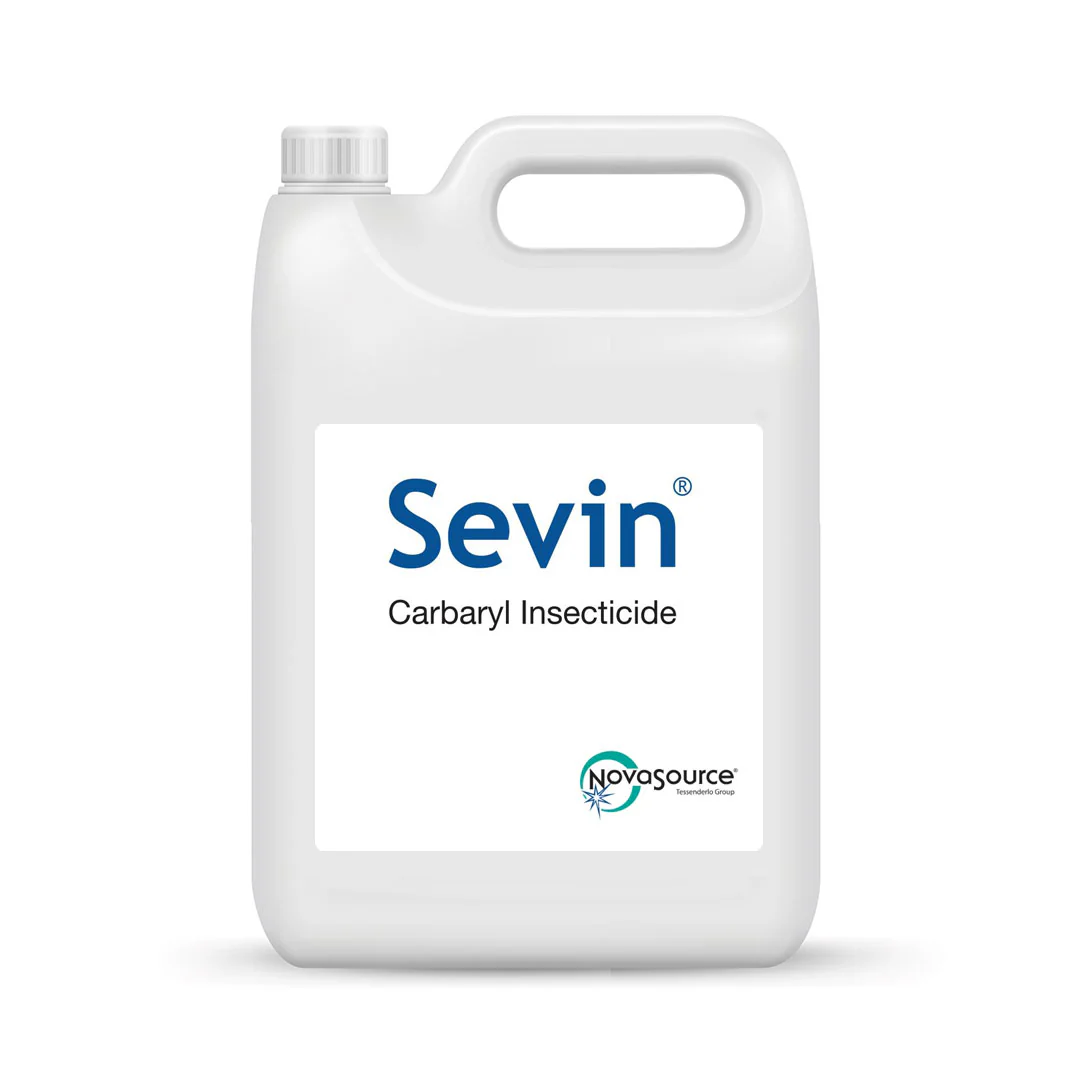 Sevin®
Carbaryl Insecticide
NovaSource®
Tessenderlo Group